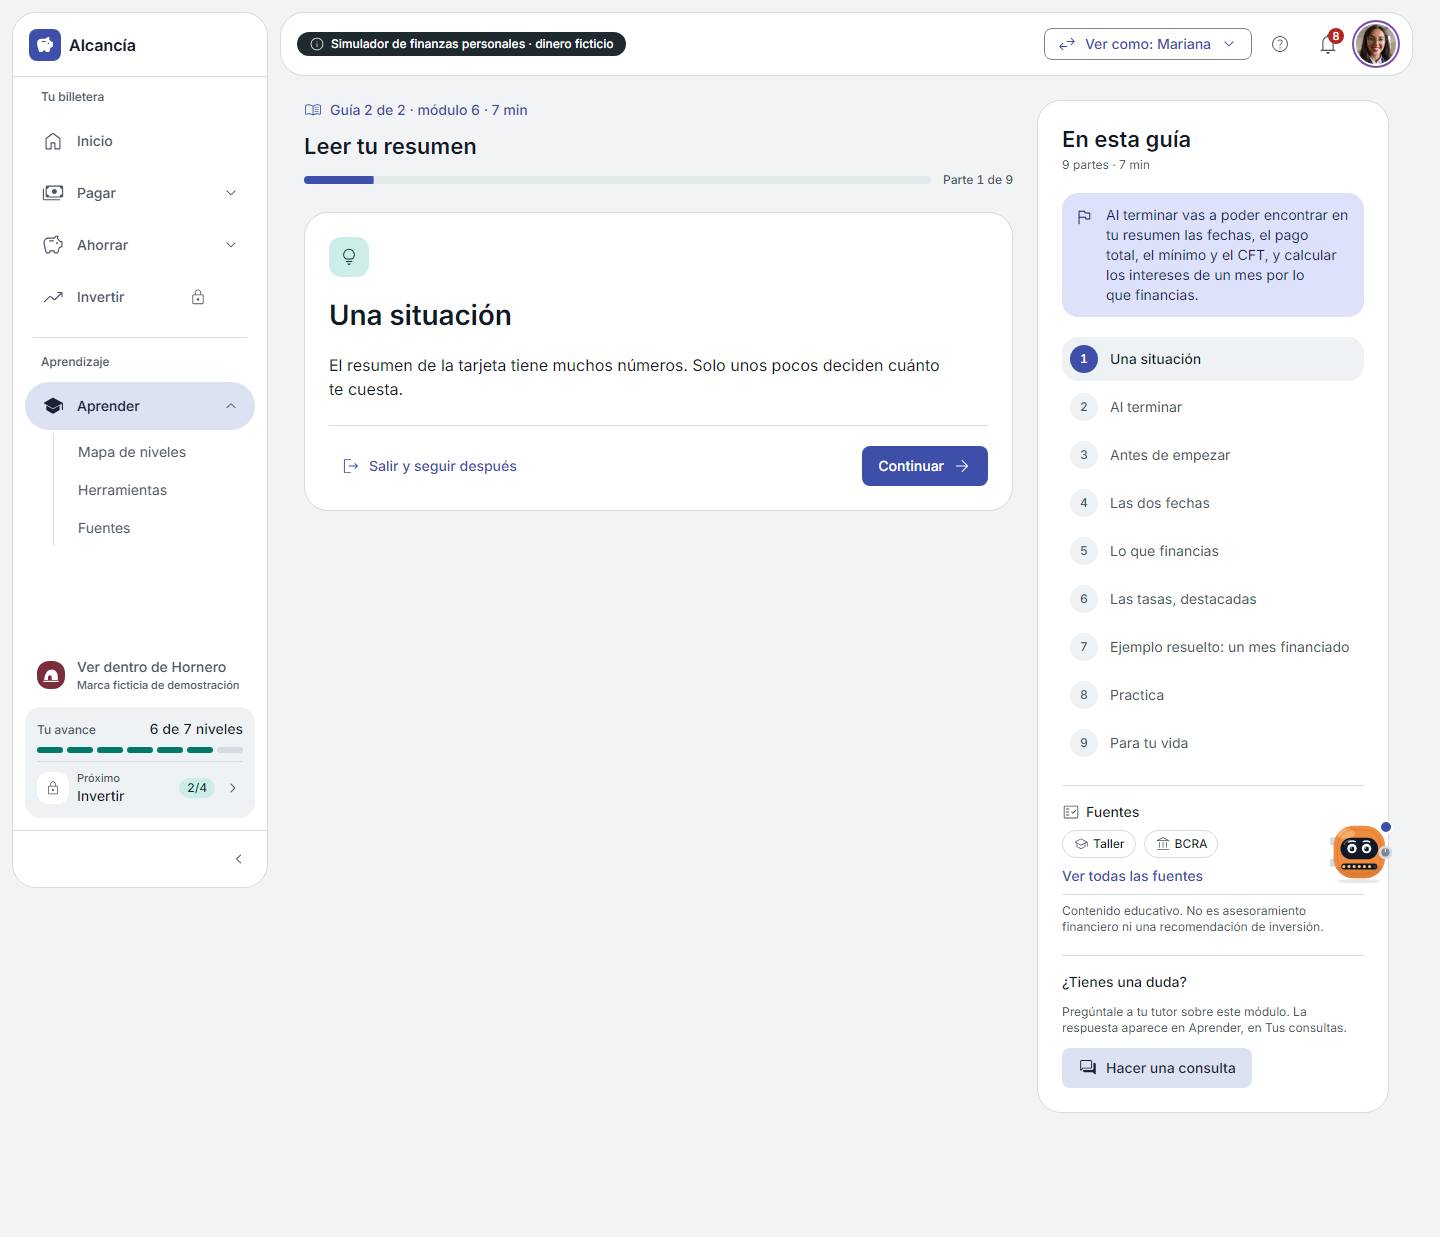 Alcancía
Tu billetera
Inicio
Pagar
Ahorrar
Invertir
Aprendizaje
Aprender
Mapa de niveles
Herramientas
Fuentes
Ver dentro de Hornero
Marca ficticia de demostración
Tu avance
6 de 7 niveles
Próximo
Invertir
2/4
Simulador de finanzas personales · dinero ficticio
Ver como: Mariana
8
Guía 2 de 2 · módulo 6 · 7 min
Leer tu resumen
Parte 1 de 9
Una situación
El resumen de la tarjeta tiene muchos números. Solo unos pocos deciden cuánto
te cuesta.
Salir y seguir después
Continuar
En esta guía
9 partes · 7 min
Al terminar vas a poder encontrar en
tu resumen las fechas, el pago
total, el mínimo y el CFT, y calcular
los intereses de un mes por lo
que financias.
1 Una situación
2 Al terminar
3 Antes de empezar
4 Las dos fechas
5 Lo que financias
6 Las tasas, destacadas
7 Ejemplo resuelto: un mes financiado
8 Practica
9 Para tu vida
Fuentes
Taller
BCRA
Ver todas las fuentes
Contenido educativo. No es asesoramiento
financiero ni una recomendación de inversión.
¿Tienes una duda?
Pregúntale a tu tutor sobre este módulo. La
respuesta aparece en Aprender, en Tus consultas.
Hacer una consulta